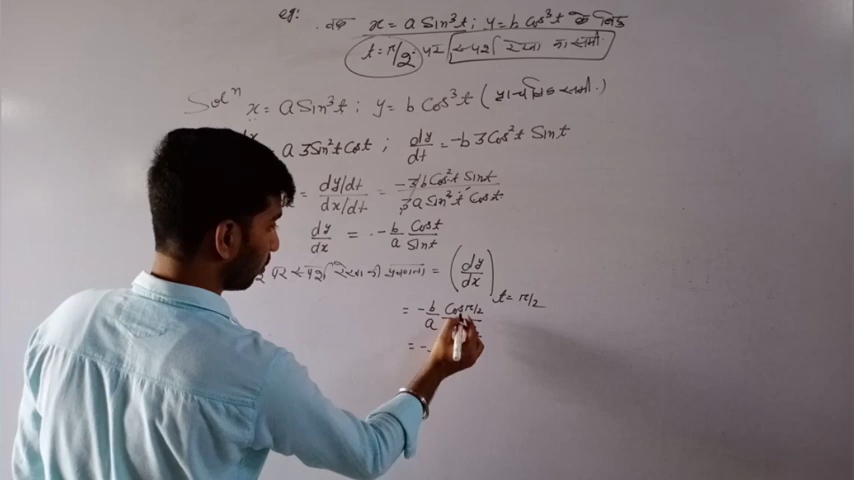 eg: . वक्र x = a Sin³t ; y = b Cos³t के बिंदु
t = π/2 पर स्पर्श रेखा का समी.
Solⁿ x = a Sin³t ; y = b Cos³t (प्राचलिक समी.)
dx a 3Sin²t Cost ; dy/dt = -b 3Cos²t Sint
= dy/dt / dx/dt = -3b Cos²t Sint / 3a Sin²t Cost
dy/dx = - b/a Cost/Sint
पर स्पर्श रेखा की प्रवणता = (dy/dx) t = π/2
= -b/a Cosπ/2
= -